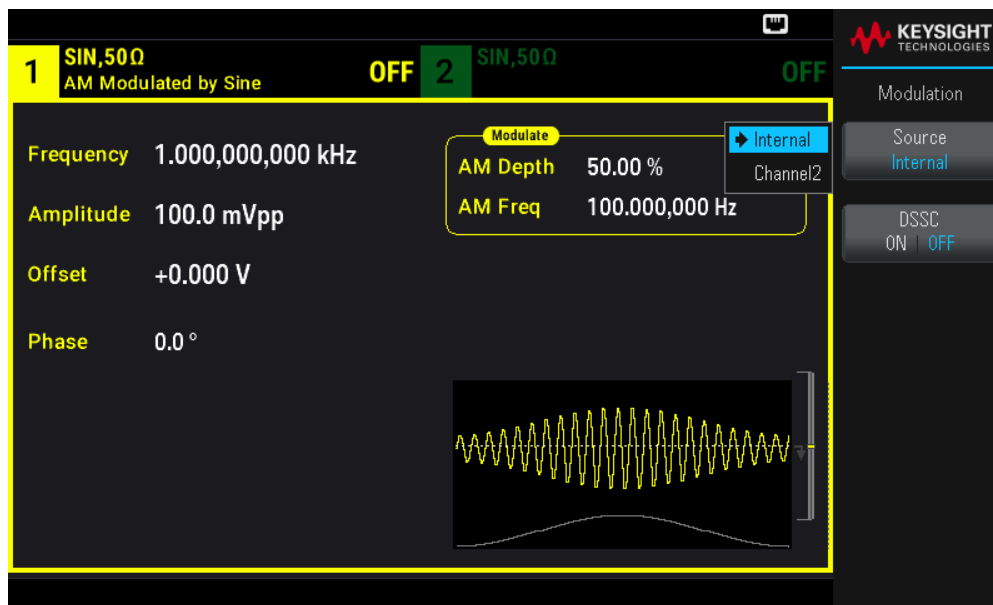 KEYSIGHT
TECHNOLOGIES
1
SIN,50Ω
AM Modulated by Sine
OFF
2
SIN,50Ω
OFF
Modulation
Frequency 1.000,000,000 kHz
Amplitude 100.0 mVpp
Offset +0.000 V
Phase 0.0 °
Modulate
AM Depth 50.00 %
AM Freq 100.000,000 Hz
Internal
Channel2
Source
Internal
DSSC
ON OFF